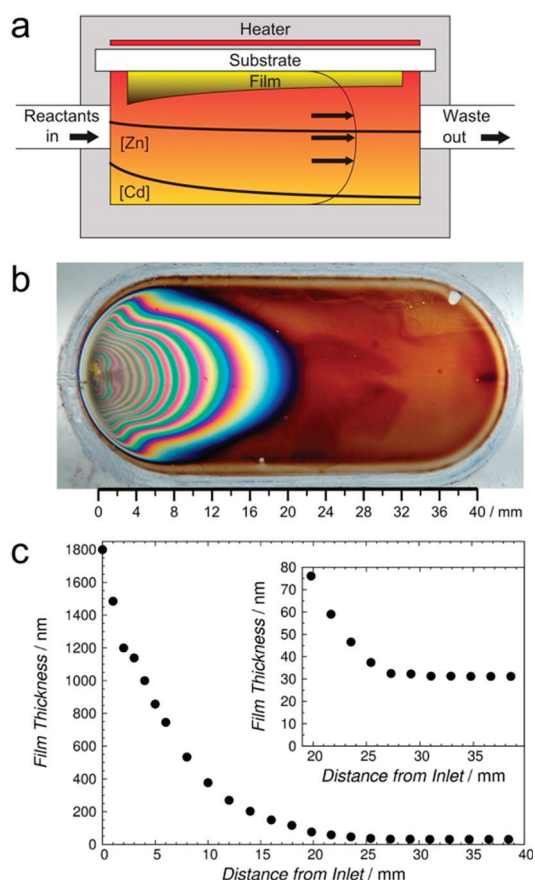 a
Heater
Substrate
Film
Reactants
in
Waste
out
[Zn]
[Cd]
b
0 4 8 12 16 20 24 28 32 36 40 / mm
c
1800
1600
1400
1200
1000
800
600
400
200
0
Film Thickness / nm
0 5 10 15 20 25 30 35 40
Distance from Inlet / mm
80
70
60
50
40
30
20
10
0
Film Thickness / nm
20 25 30 35
Distance from Inlet / mm